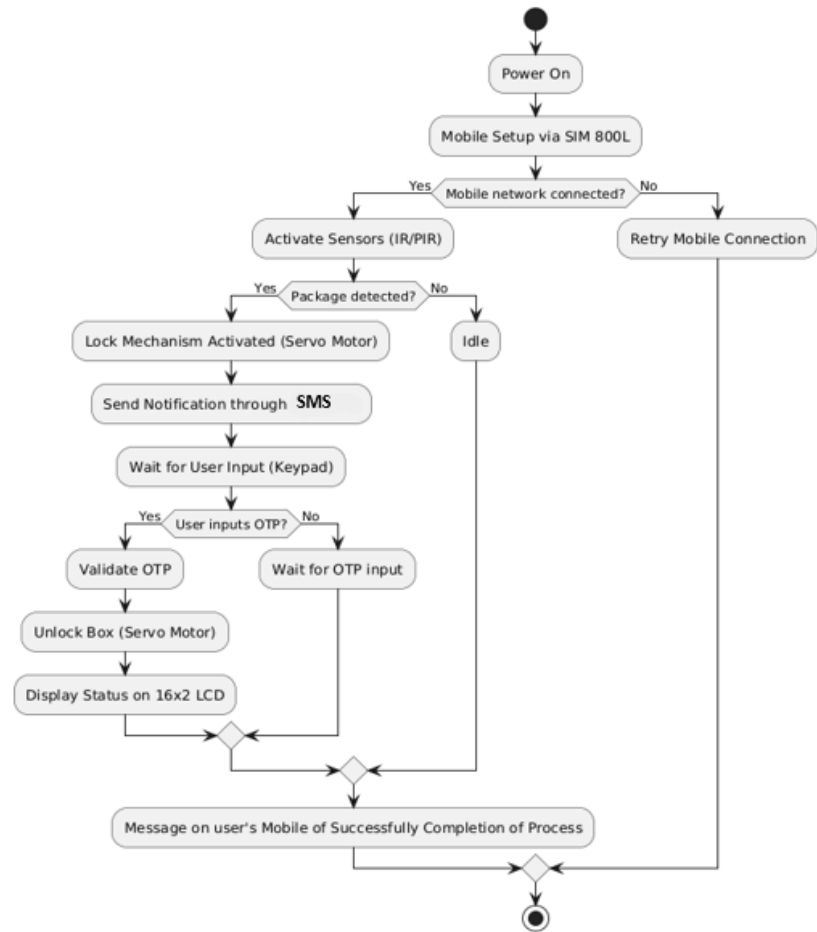 Power On
Mobile Setup via SIM 800L
Yes
Mobile network connected?
No
Activate Sensors (IR/PIR)
Retry Mobile Connection
Yes
Package detected?
No
Lock Mechanism Activated (Servo Motor)
Idle
Send Notification through SMS
Wait for User Input (Keypad)
Yes
User inputs OTP?
No
Validate OTP
Wait for OTP input
Unlock Box (Servo Motor)
Display Status on 16x2 LCD
Message on user's Mobile of Successfully Completion of Process